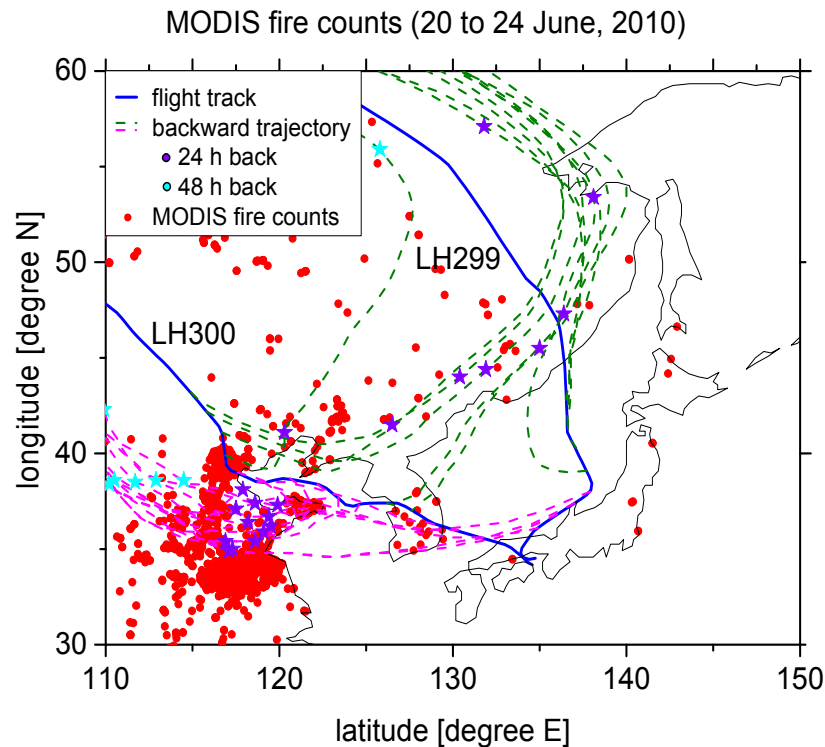 MODIS fire counts (20 to 24 June, 2010)
60
flight track
backward trajectory
24 h back
48 h back
MODIS fire counts
LH299
50
LH300
longitude [degree N]
40
30
110
120
130
140
150
latitude [degree E]